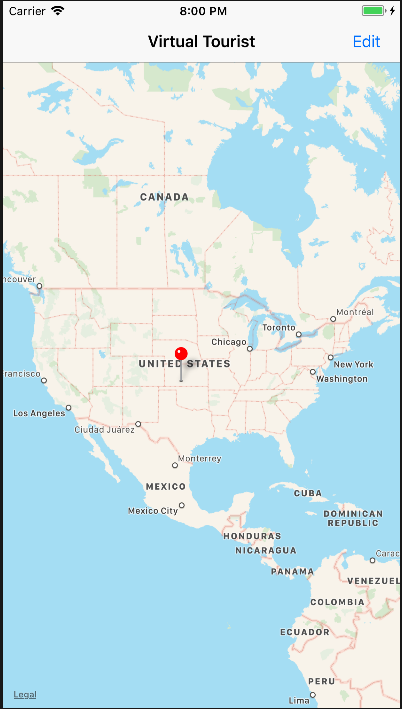 Carrier 8:00 PM
Virtual Tourist Edit
CANADA
ncouver
Montréal
Toronto
Chicago
UNITED STATES
New York
rancisco
Washington
Los Angeles
Ciudad Juárez
Monterrey
MEXICO
CUBA
Mexico City
DOMINICAN
REPUBLIC
HONDURAS
NICARAGUA
Carac
PANAMA
VENEZUEL
COLOMBIA
ECUADOR
PERU
Legal
Lima